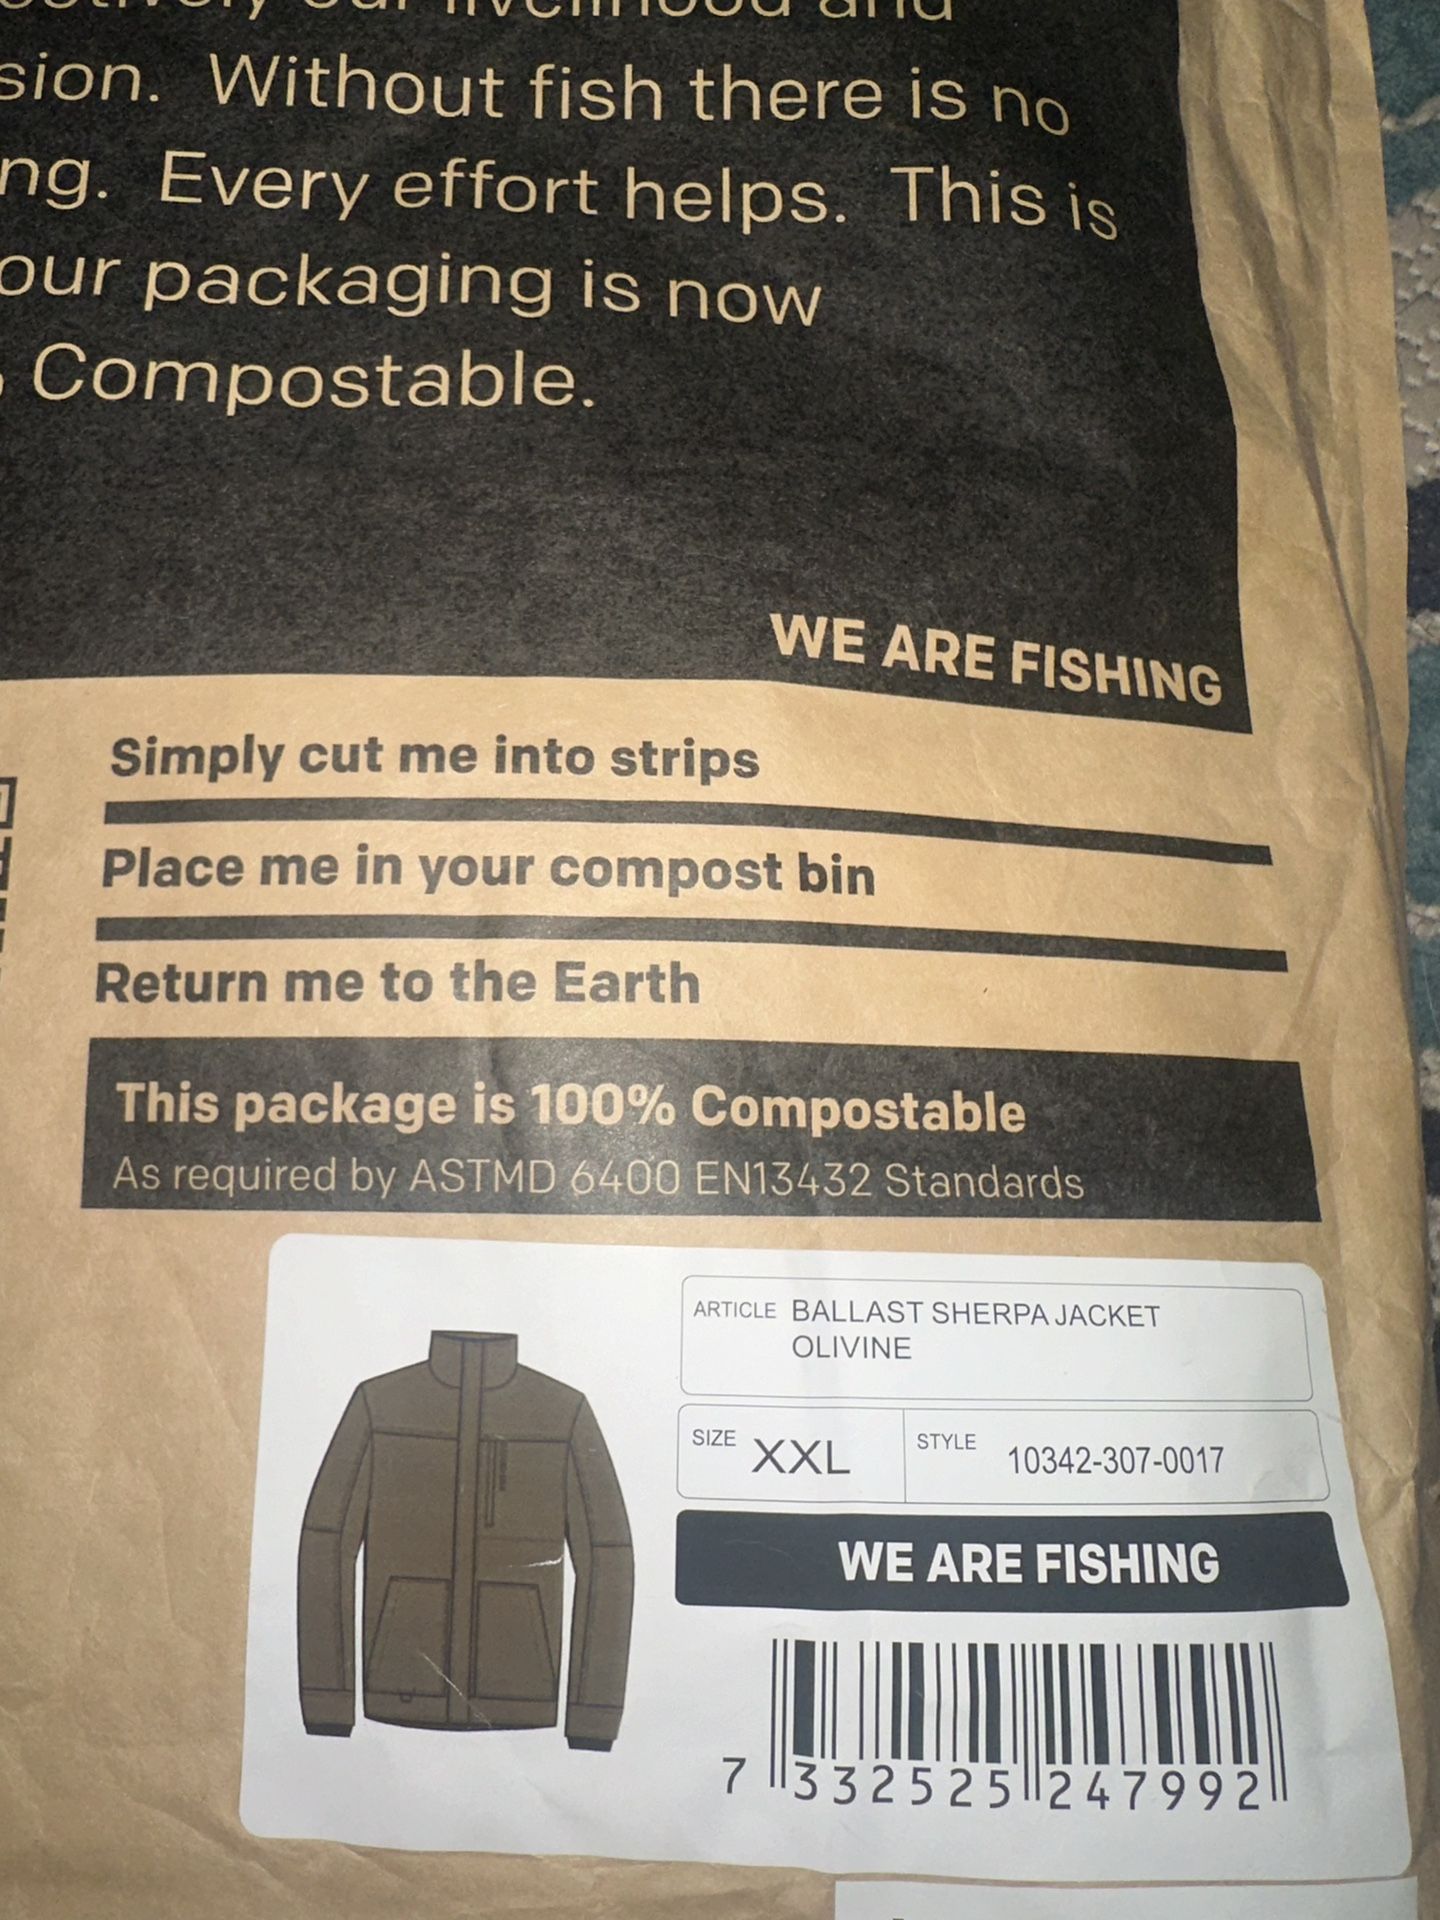 our livelihood and
sion. Without fish there is no
ng. Every effort helps. This is
our packaging is now
Compostable.
WE ARE FISHING
Simply cut me into strips
Place me in your compost bin
Return me to the Earth
This package is 100% Compostable
As required by ASTMD 6400 EN13432 Standards
ARTICLE BALLAST SHERPA JACKET
OLIVINE
SIZE XXL STYLE 10342-307-0017
WE ARE FISHING
7 332525 247992